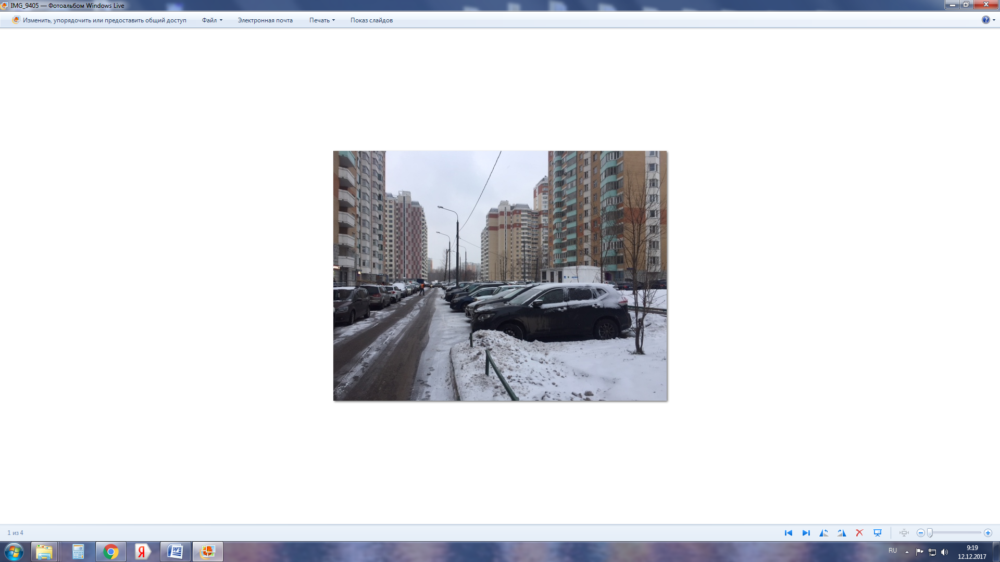 IMG_9405 — Фотоальбом Windows Live
Изменить, упорядочить или предоставить общий доступ Файл Электронная почта Печать Показ слайдов
1 из 4
RU
9:19
12.12.2017